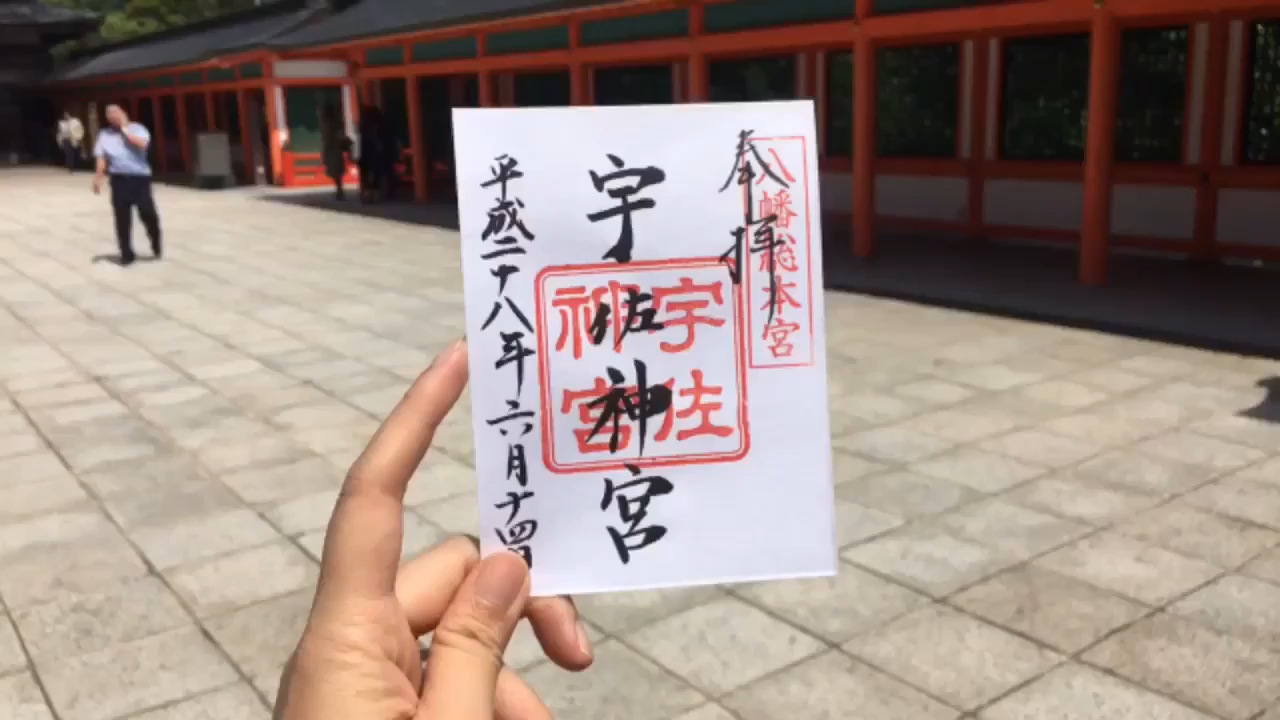 八幡総本宮
奉拝
宇佐神宮
宇佐
神宮
平成二十八年六月十四日